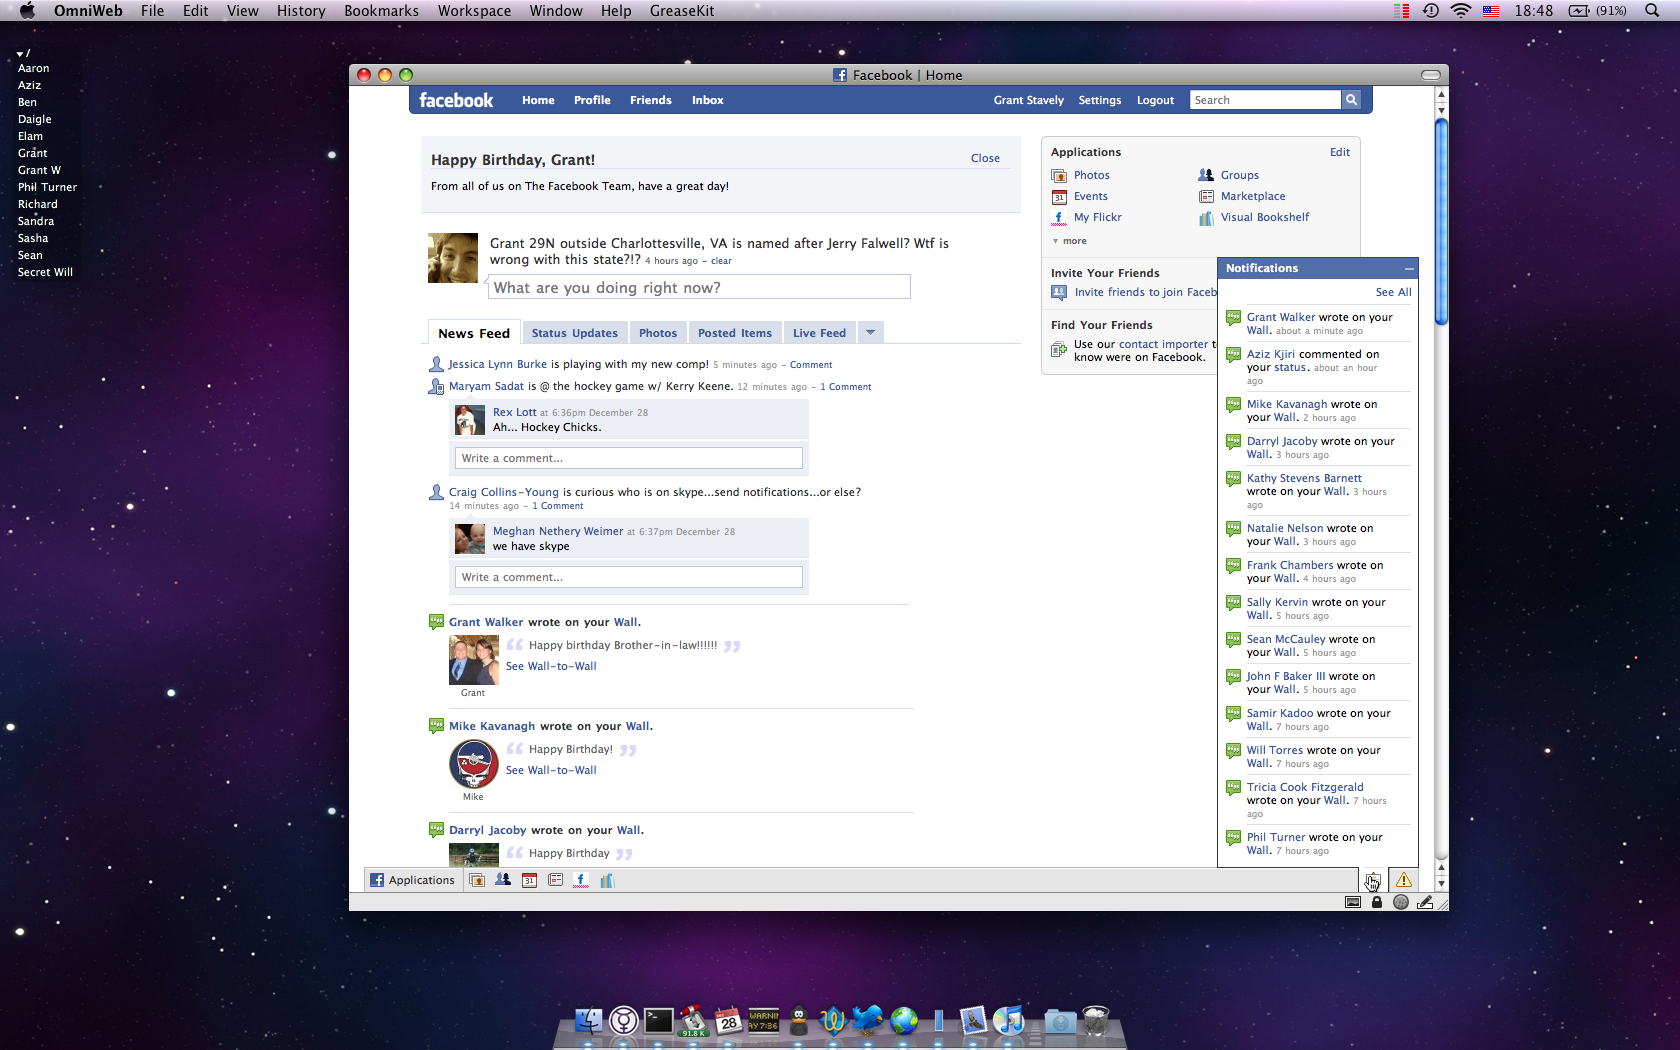 OmniWeb File Edit View History Bookmarks Workspace Window Help GreaseKit 18:48 (91%)
/
Aaron
Aziz
Ben
Daigle
Elam
Grant
Grant W
Phil Turner
Richard
Sandra
Sasha
Sean
Secret Will
Facebook | Home
facebook Home Profile Friends Inbox Grant Stavely Settings Logout Search
Happy Birthday, Grant! Close
From all of us on The Facebook Team, have a great day!
Grant 29N outside Charlottesville, VA is named after Jerry Falwell? Wtf is
wrong with this state?!? 4 hours ago - clear
What are you doing right now?
News Feed Status Updates Photos Posted Items Live Feed
Jessica Lynn Burke is playing with my new comp! 5 minutes ago - Comment
Maryam Sadat is @ the hockey game w/ Kerry Keene. 12 minutes ago - 1 Comment
Rex Lott at 6:36pm December 28
Ah... Hockey Chicks.
Write a comment...
Craig Collins-Young is curious who is on skype...send notifications...or else?
14 minutes ago - 1 Comment
Meghan Nethery Weimer at 6:37pm December 28
we have skype
Write a comment...
Grant Walker wrote on your Wall.
Happy birthday Brother-in-law!!!!!!
See Wall-to-Wall
Grant
Mike Kavanagh wrote on your Wall.
Happy Birthday!
See Wall-to-Wall
Mike
Darryl Jacoby wrote on your Wall.
Happy Birthday
Applications Edit
Photos Groups
31 Events Marketplace
My Flickr Visual Bookshelf
more
Invite Your Friends
Invite friends to join Faceb
Find Your Friends
Use our contact importer t
know were on Facebook.
Notifications
See All
Grant Walker wrote on your
Wall. about a minute ago
Aziz Kjiri commented on
your status. about an hour
ago
Mike Kavanagh wrote on
your Wall. 2 hours ago
Darryl Jacoby wrote on your
Wall. 3 hours ago
Kathy Stevens Barnett
wrote on your Wall. 3 hours
ago
Natalie Nelson wrote on
your Wall. 3 hours ago
Frank Chambers wrote on
your Wall. 4 hours ago
Sally Kervin wrote on your
Wall. 5 hours ago
Sean McCauley wrote on
your Wall. 5 hours ago
John F Baker III wrote on
your Wall. 5 hours ago
Samir Kadoo wrote on your
Wall. 7 hours ago
Will Torres wrote on your
Wall. 7 hours ago
Tricia Cook Fitzgerald
wrote on your Wall. 7 hours
ago
Phil Turner wrote on your
Wall. 7 hours ago
Applications 31
91.8 K
28
WARNIN
AY 7:36